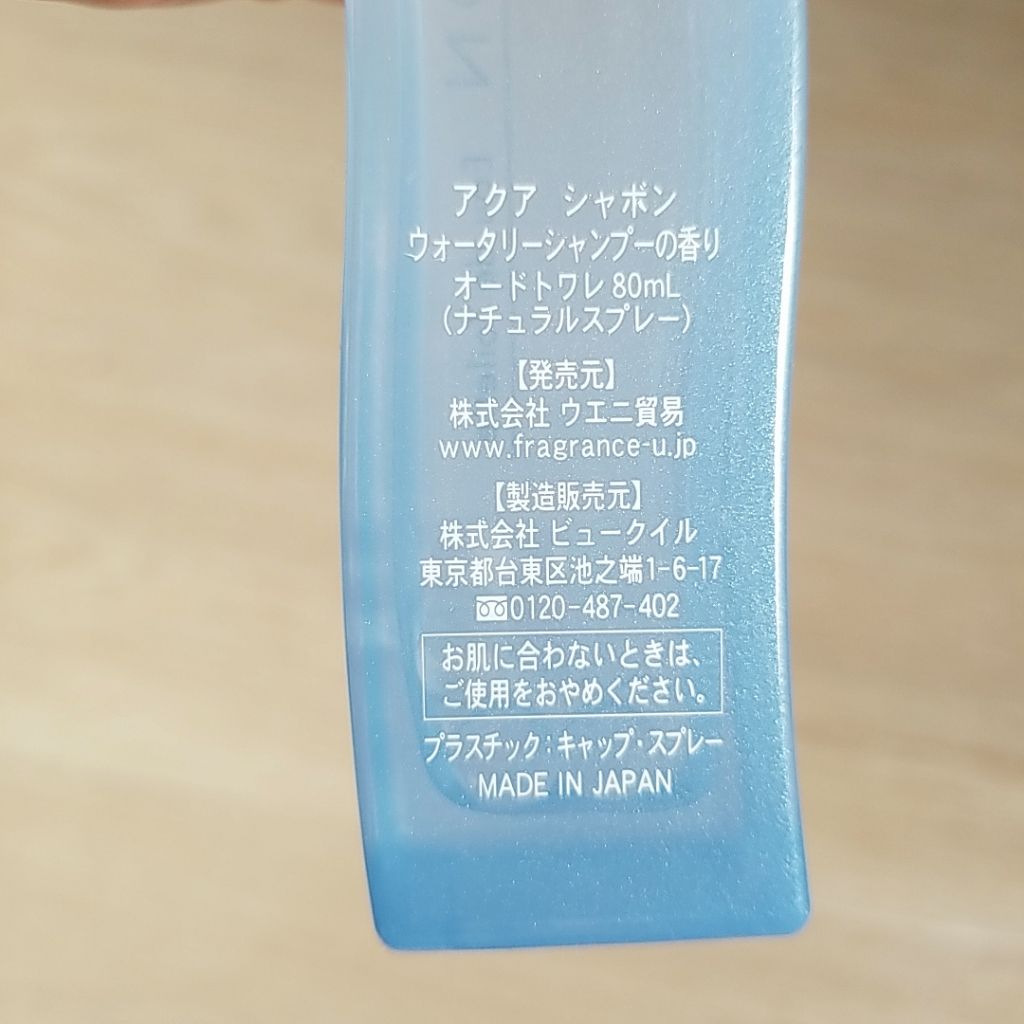 アクア シャボン
ウォータリーシャンプーの香り
オードトワレ 80mL
(ナチュラルスプレー)
【発売元】
株式会社 ウエニ貿易
www.fragrance-u.jp
【製造販売元】
株式会社 ビュークイル
東京都台東区池之端1-6-17
0120-487-402
お肌に合わないときは、
ご使用をおやめください。
プラスチック:キャップ・スプレー
MADE IN JAPAN